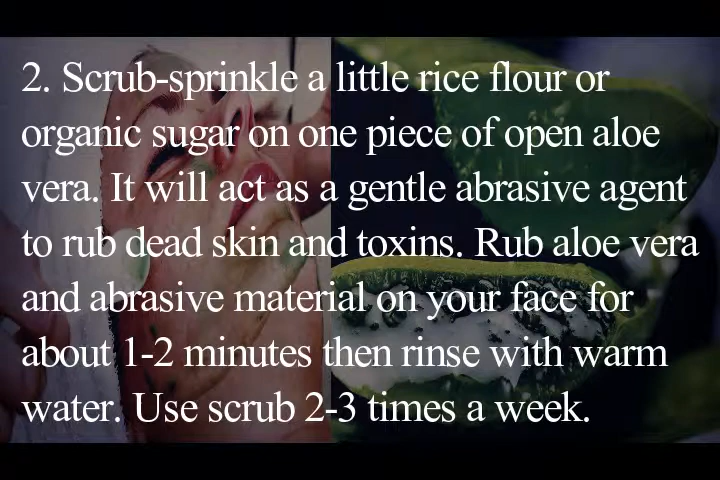 2. Scrub-sprinkle a little rice flour or
organic sugar on one piece of open aloe
vera. It will act as a gentle abrasive agent
to rub dead skin and toxins. Rub aloe vera
and abrasive material on your face for
about 1-2 minutes then rinse with warm
water. Use scrub 2-3 times a week.